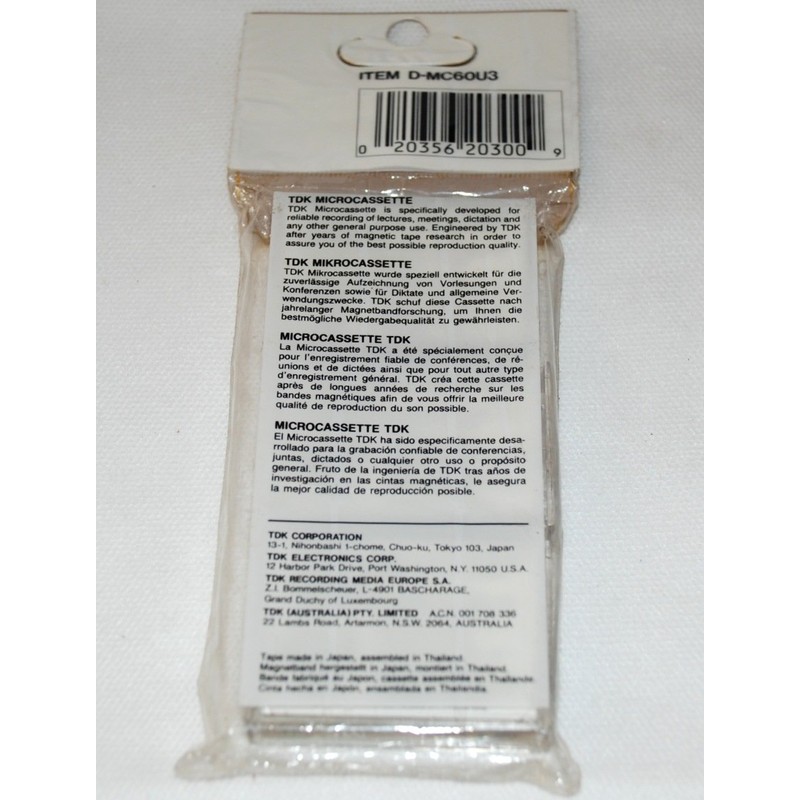 ITEM D-MC60U3
0 20356 20300 9
TDK MICROCASSETTE
TDK Microcassette is specifically developed for
reliable recording of lectures, meetings, dictation and
any other general purpose use. Engineered by TDK
after years of magnetic tape research in order to
assure you of the best possible reproduction quality.
TDK MIKROCASSETTE
TDK Mikrocassette wurde speziell entwickelt für die
zuverlässige Aufzeichnung von Vorlesungen und
Konferenzen sowie für Diktate und allgemeine Ver-
wendungszwecke. TDK schuf diese Cassette nach
jahrelanger Magnetbandforschung, um Ihnen die
bestmögliche Wiedergabequalität zu gewährleisten.
MICROCASSETTE TDK
La Microcassette TDK a été spécialement conçue
pour l'enregistrement fiable de conférences, de ré-
unions et de dictées ainsi que pour tout autre type
d'enregistrement général. TDK créa cette cassette
après de longues années de recherche sur les
bandes magnétiques afin de vous offrir la meilleure
qualité de reproduction du son possible.
MICROCASSETTE TDK
El Microcassette TDK ha sido especificamente desa-
rrollado para la grabación confiable de conferencias,
juntas, dictados o cualquier otro uso o propósito
general. Fruto de la ingeniería de TDK tras años de
investigación en las cintas magnéticas, le asegura
la mejor calidad de reproducción posible.
TDK CORPORATION
13-1, Nihonbashi 1-chome, Chuo-ku, Tokyo 103, Japan
TDK ELECTRONICS CORP.
12 Harbor Park Drive, Port Washington, N.Y. 11050 U.S.A.
TDK RECORDING MEDIA EUROPE S.A.
Z.I. Bommelscheuer, L-4901 BASCHARAGE,
Grand Duchy of Luxembourg
TDK (AUSTRALIA) PTY. LIMITED A.C.N. 001 708 336
22 Lambs Road, Artarmon, N.S.W. 2064, AUSTRALIA
Tape made in Japan, assembled in Thailand.
Magnetband hergestellt in Japan, montiert in Thailand.
Bande fabriqué au Japon, cassette assemblée en Thaïlande.
Cinta hecha en Japón, ensamblada en Thailandia.